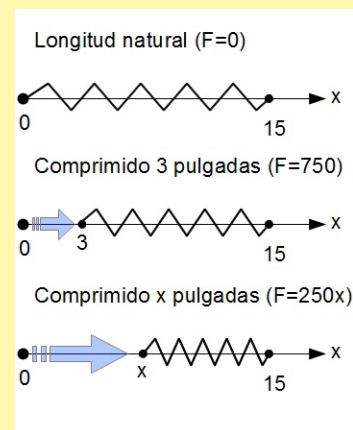 Longitud natural (F=0)
x
0 15
Comprimido 3 pulgadas (F=750)
x
0 3 15
Comprimido x pulgadas (F=250x)
x
0 x 15